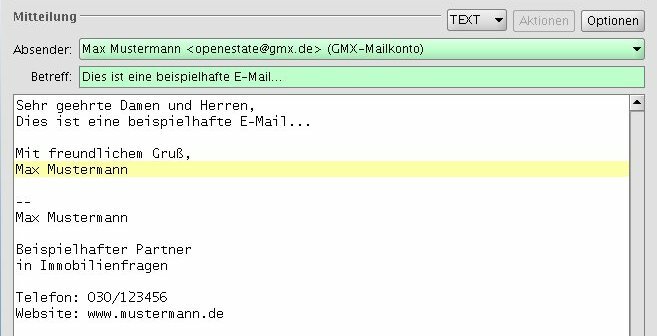 Mitteilung TEXT Aktionen Optionen
Absender: Max Mustermann <openestate@gmx.de> (GMX-Mailkonto)
Betreff: Dies ist eine beispielhafte E-Mail...
Sehr geehrte Damen und Herren,
Dies ist eine beispielhafte E-Mail...
Mit freundlichem Gruß,
Max Mustermann
--
Max Mustermann
Beispielhafter Partner
in Immobilienfragen
Telefon: 030/123456
Website: www.mustermann.de